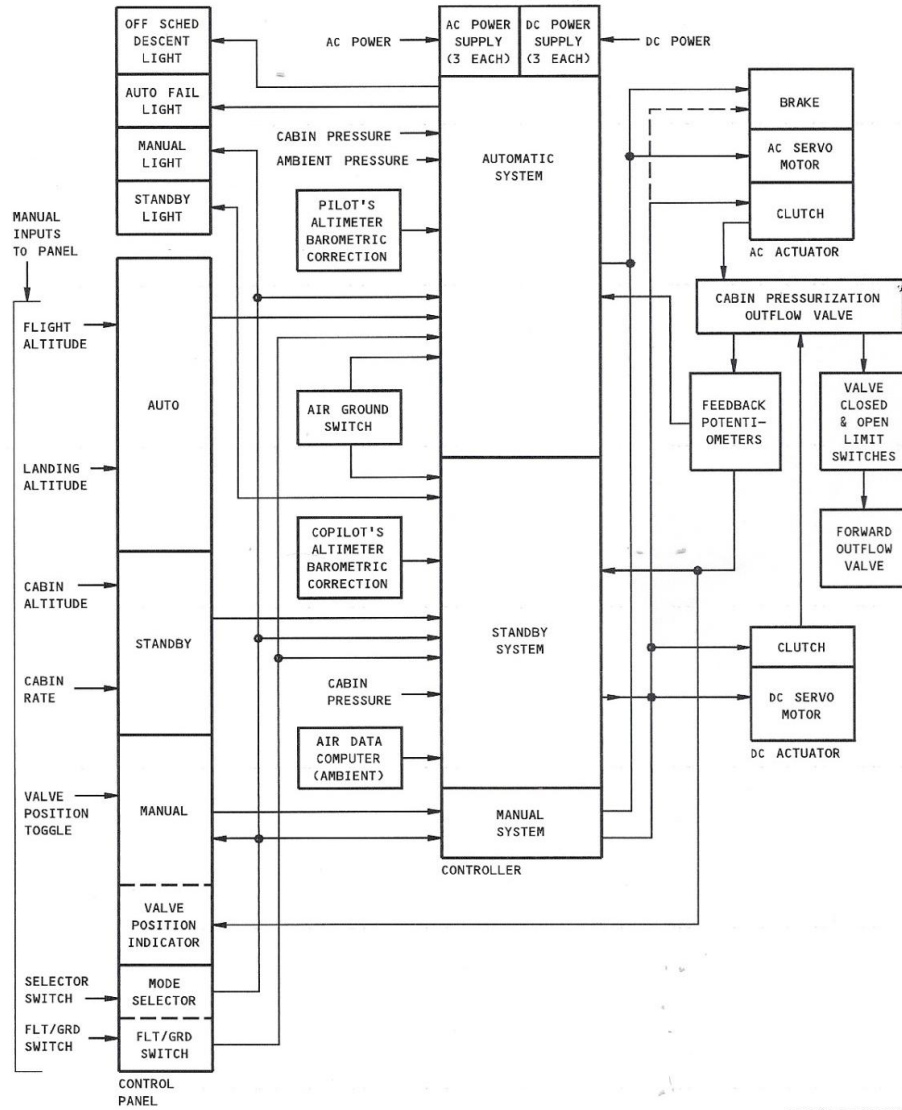 OFF SCHED
DESCENT
LIGHT
AUTO FAIL
LIGHT
MANUAL
LIGHT
STANDBY
LIGHT
MANUAL
INPUTS
TO PANEL
FLIGHT
ALTITUDE
LANDING
ALTITUDE
CABIN
ALTITUDE
CABIN
RATE
VALVE
POSITION
TOGGLE
SELECTOR
SWITCH
FLT/GRD
SWITCH
AUTO
STANDBY
MANUAL
VALVE
POSITION
INDICATOR
MODE
SELECTOR
FLT/GRD
SWITCH
CONTROL
PANEL
AC POWER
AC POWER
SUPPLY
(3 EACH)
DC POWER
SUPPLY
(3 EACH)
DC POWER
CABIN PRESSURE
AMBIENT PRESSURE
PILOT'S
ALTIMETER
BAROMETRIC
CORRECTION
AIR GROUND
SWITCH
COPILOT'S
ALTIMETER
BAROMETRIC
CORRECTION
CABIN
PRESSURE
AIR DATA
COMPUTER
(AMBIENT)
AUTOMATIC
SYSTEM
STANDBY
SYSTEM
MANUAL
SYSTEM
CONTROLLER
BRAKE
AC SERVO
MOTOR
CLUTCH
AC ACTUATOR
CABIN PRESSURIZATION
OUTFLOW VALVE
FEEDBACK
POTENTI-
OMETERS
VALVE
CLOSED
& OPEN
LIMIT
SWITCHES
FORWARD
OUTFLOW
VALVE
CLUTCH
DC SERVO
MOTOR
DC ACTUATOR